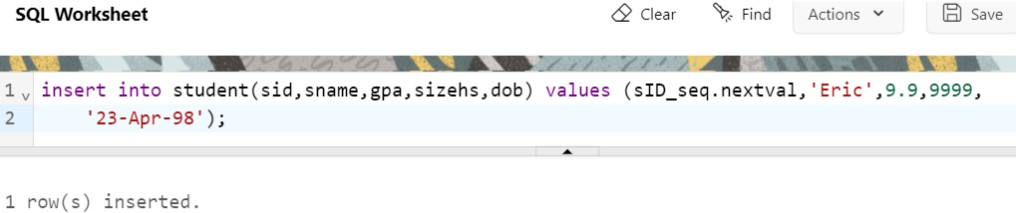 SQL Worksheet
Clear
Find
Actions
Save
1 insert into student(sid,sname,gpa,sizehs,dob) values (sID_seq.nextval,'Eric',9.9,9999,
2 '23-Apr-98');
1 row(s) inserted.